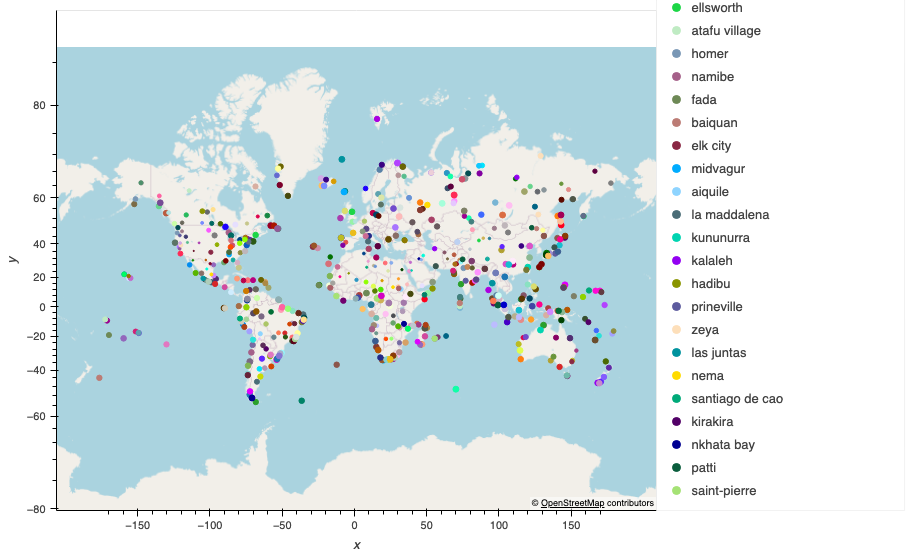 ellsworth
atafu village
homer
namibe
fada
baiquan
elk city
midvagur
aiquile
la maddalena
kununurra
kalaleh
hadibu
prineville
zeya
las juntas
nema
santiago de cao
kirakira
nkhata bay
patti
saint-pierre
80
60
40
20
0
−20
−40
−60
−80
y
© OpenStreetMap contributors
−150
−100
−50
0
50
100
150
x